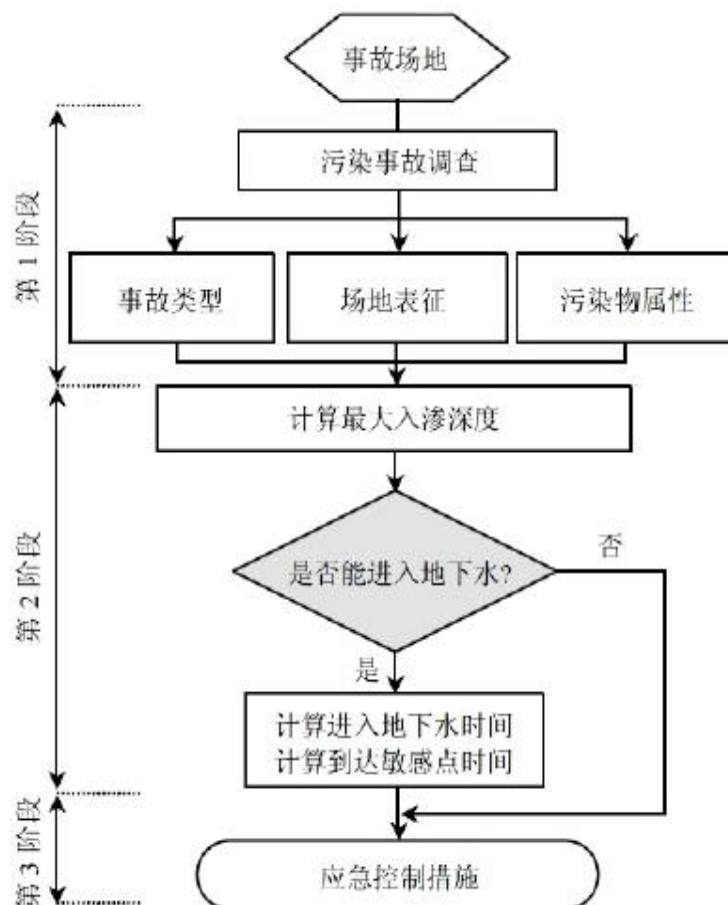 事故场地
污染事故调查
第 1 阶段
事故类型
场地表征
污染物属性
计算最大入渗深度
第 2 阶段
是否能进入地下水?
否
是
计算进入地下水时间
计算到达敏感点时间
第 3 阶段
应急控制措施